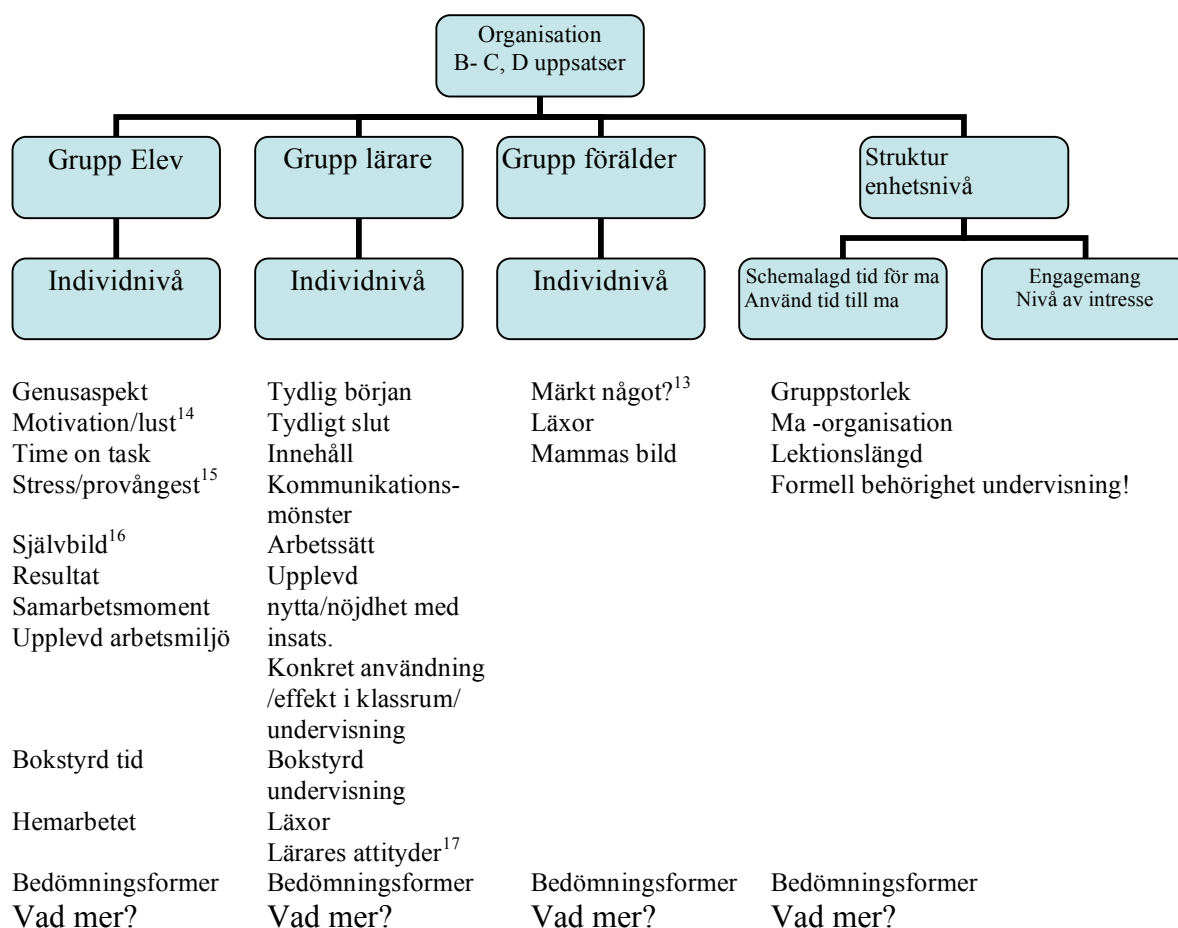 Organisation
B- C, D uppsatser
Grupp Elev
Grupp lärare
Grupp förälder
Struktur
enhetsnivå
Individnivå
Individnivå
Individnivå
Schemalagd tid för ma
Använd tid till ma
Engagemang
Nivå av intresse
Genusaspekt
Motivation/lust14
Time on task
Stress/provångest15
Självbild16
Resultat
Samarbetsmoment
Upplevd arbetsmiljö
Bokstyrd tid
Hemarbetet
Bedömningsformer
Vad mer?
Tydlig början
Tydligt slut
Innehåll
Kommunikations-
mönster
Arbetssätt
Upplevd
nytta/nöjdhet med
insats.
Konkret användning
/effekt i klassrum/
undervisning
Bokstyrd
undervisning
Läxor
Lärares attityder17
Bedömningsformer
Vad mer?
Märkt något?13
Läxor
Mammas bild
Bedömningsformer
Vad mer?
Gruppstorlek
Ma -organisation
Lektionslängd
Formell behörighet undervisning!
Bedömningsformer
Vad mer?